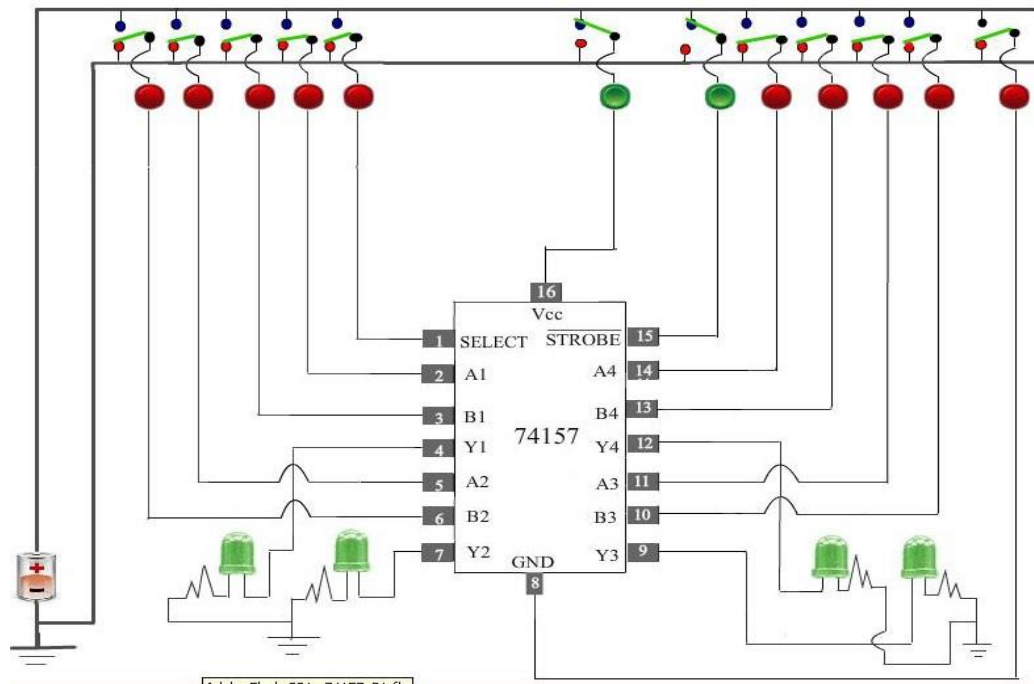 16
Vcc
1 SELECT STROBE 15
2 A1 A4 14
3 B1 B4 13
74157
4 Y1 Y4 12
5 A2 A3 11
6 B2 B3 10
7 Y2 Y3 9
GND
8
+
-